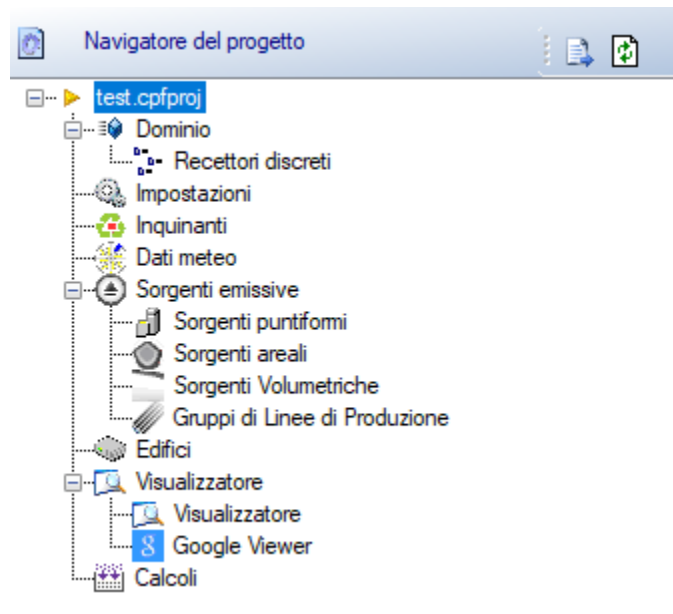 Navigatore del progetto
test.cpfproj
Dominio
Recettori discreti
Impostazioni
Inquinanti
Dati meteo
Sorgenti emissive
Sorgenti puntiformi
Sorgenti areali
Sorgenti Volumetriche
Gruppi di Linee di Produzione
Edifici
Visualizzatore
Visualizzatore
8 Google Viewer
Calcoli